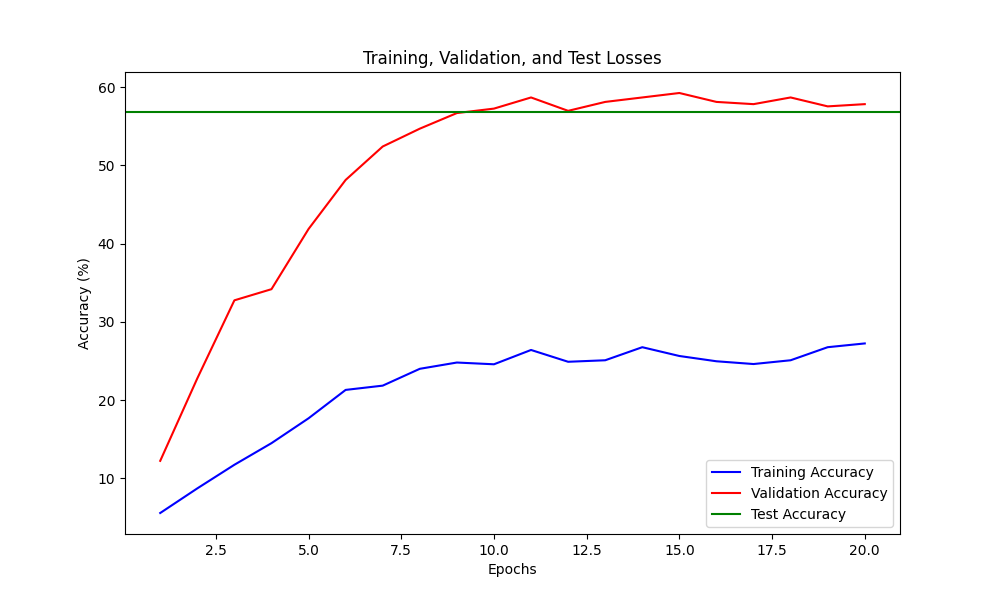 Training, Validation, and Test Losses
60
50
40
30
20
10
Accuracy (%)
Training Accuracy
Validation Accuracy
Test Accuracy
2.5 5.0 7.5 10.0 12.5 15.0 17.5 20.0
Epochs